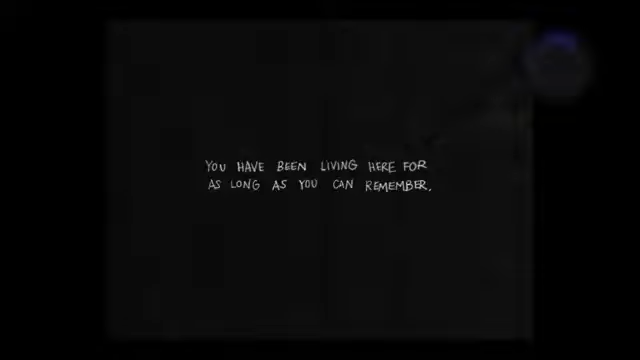 YOU HAVE BEEN LIVING HERE FOR
AS LONG AS YOU CAN REMEMBER.